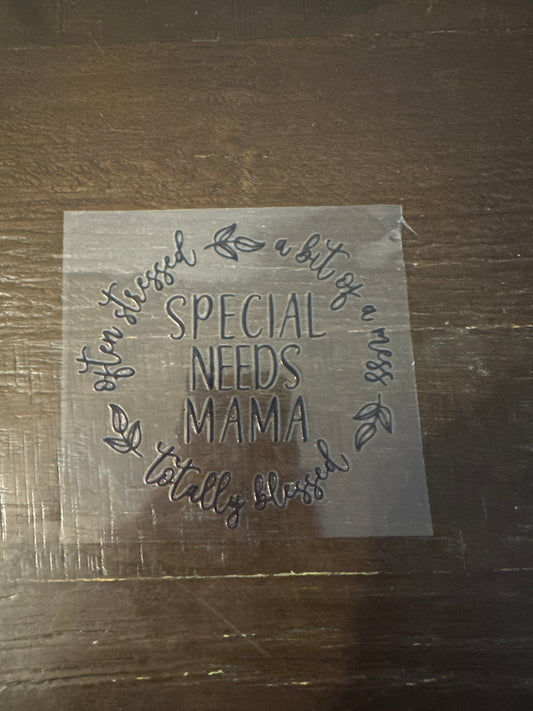 often stressed
a bit of a mess
SPECIAL
NEEDS
MAMA
totally blessed